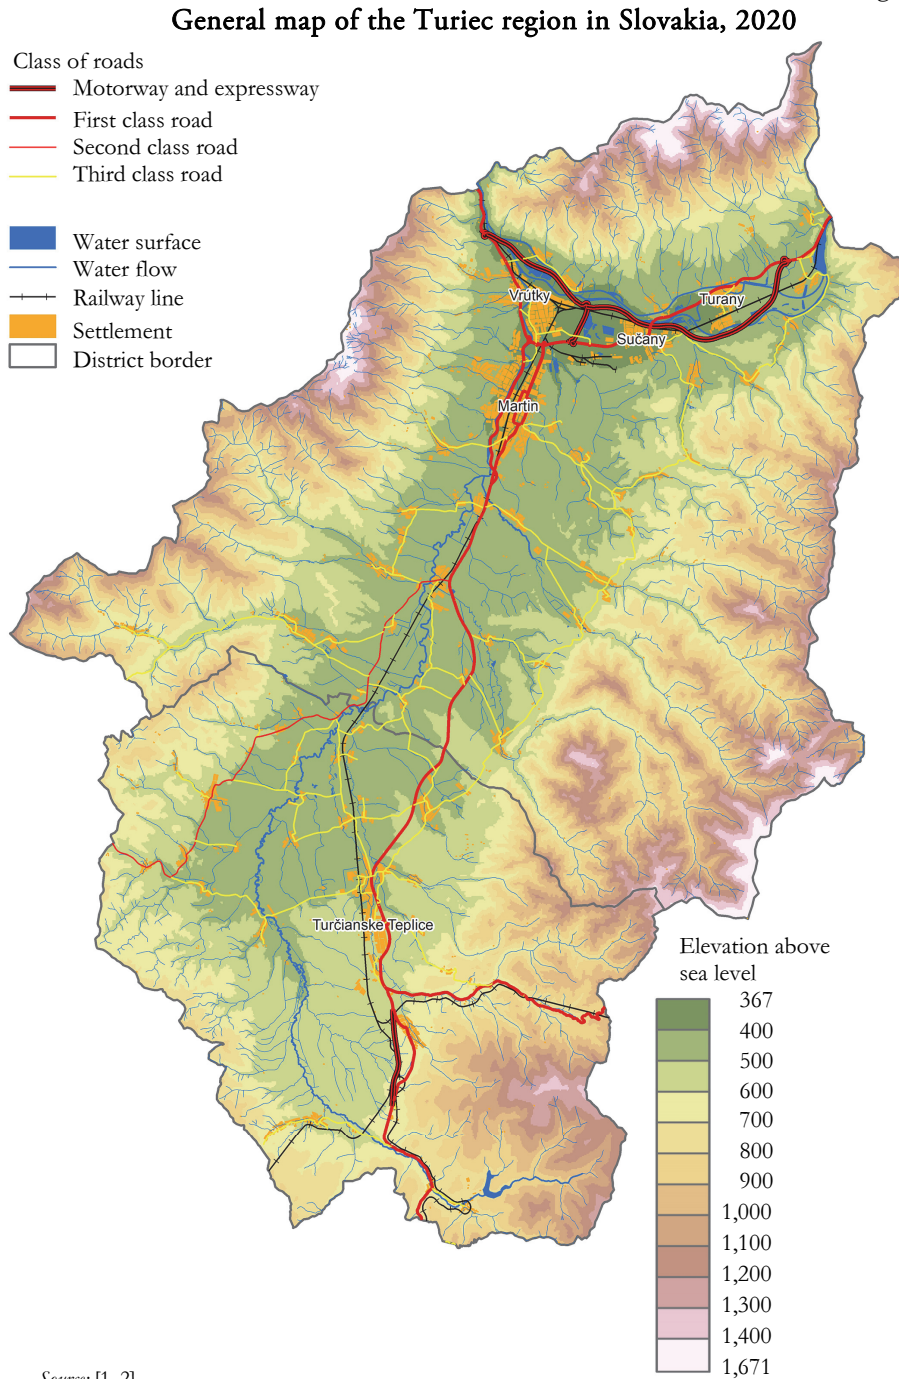 General map of the Turiec region in Slovakia, 2020
Class of roads
Motorway and expressway
First class road
Second class road
Third class road
Water surface
Water flow
Railway line
Settlement
District border
Vrútky
Turany
Sučany
Martin
Turčianske Teplice
Elevation above
sea level
367
400
500
600
700
800
900
1,000
1,100
1,200
1,300
1,400
1,671